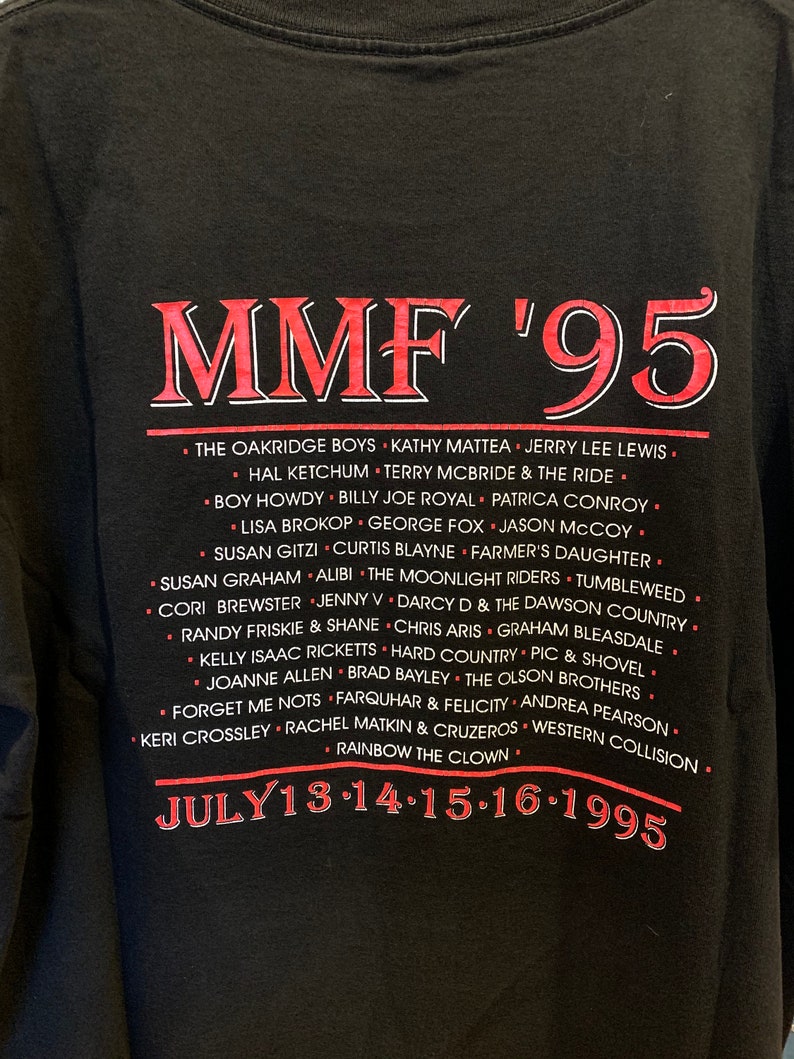 MMF '95
• THE OAKRIDGE BOYS • KATHY MATTEA • JERRY LEE LEWIS •
• HAL KETCHUM • TERRY MCBRIDE & THE RIDE •
• BOY HOWDY • BILLY JOE ROYAL • PATRICA CONROY •
• LISA BROKOP • GEORGE FOX • JASON McCOY •
• SUSAN GITZI • CURTIS BLAYNE • FARMER'S DAUGHTER •
• SUSAN GRAHAM • ALIBI • THE MOONLIGHT RIDERS • TUMBLEWEED •
• CORI BREWSTER • JENNY V • DARCY D & THE DAWSON COUNTRY •
• RANDY FRISKIE & SHANE • CHRIS ARIS • GRAHAM BLEASDALE •
• KELLY ISAAC RICKETTS • HARD COUNTRY • PIC & SHOVEL •
• JOANNE ALLEN • BRAD BAYLEY • THE OLSON BROTHERS •
• FORGET ME NOTS • FARQUHAR & FELICITY • ANDREA PEARSON •
• KERI CROSSLEY • RACHEL MATKIN & CRUZEROS • WESTERN COLLISION •
• RAINBOW THE CLOWN •
JULY 13 • 14 • 15 • 16 • 1995